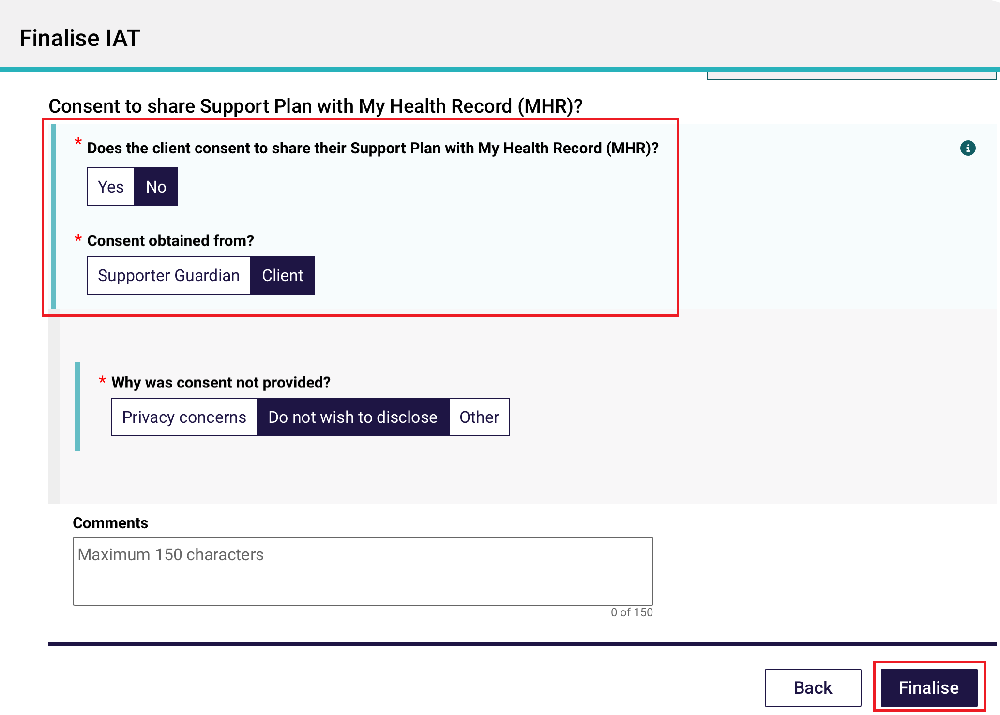 Finalise IAT
Consent to share Support Plan with My Health Record (MHR)?
* Does the client consent to share their Support Plan with My Health Record (MHR)?
Yes No
* Consent obtained from?
Supporter Guardian Client
* Why was consent not provided?
Privacy concerns Do not wish to disclose Other
Comments
Maximum 150 characters
0 of 150
Back Finalise